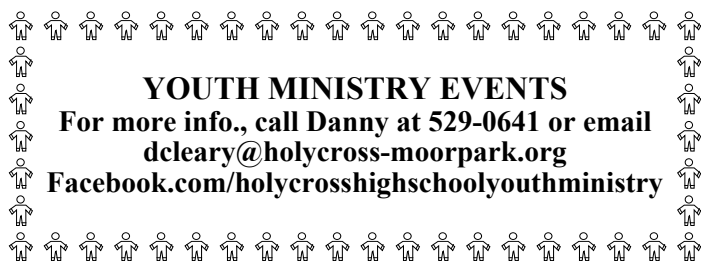 YOUTH MINISTRY EVENTS
For more info., call Danny at 529-0641 or email
dcleary@holycross-moorpark.org
Facebook.com/holycrosshighschoolyouthministry